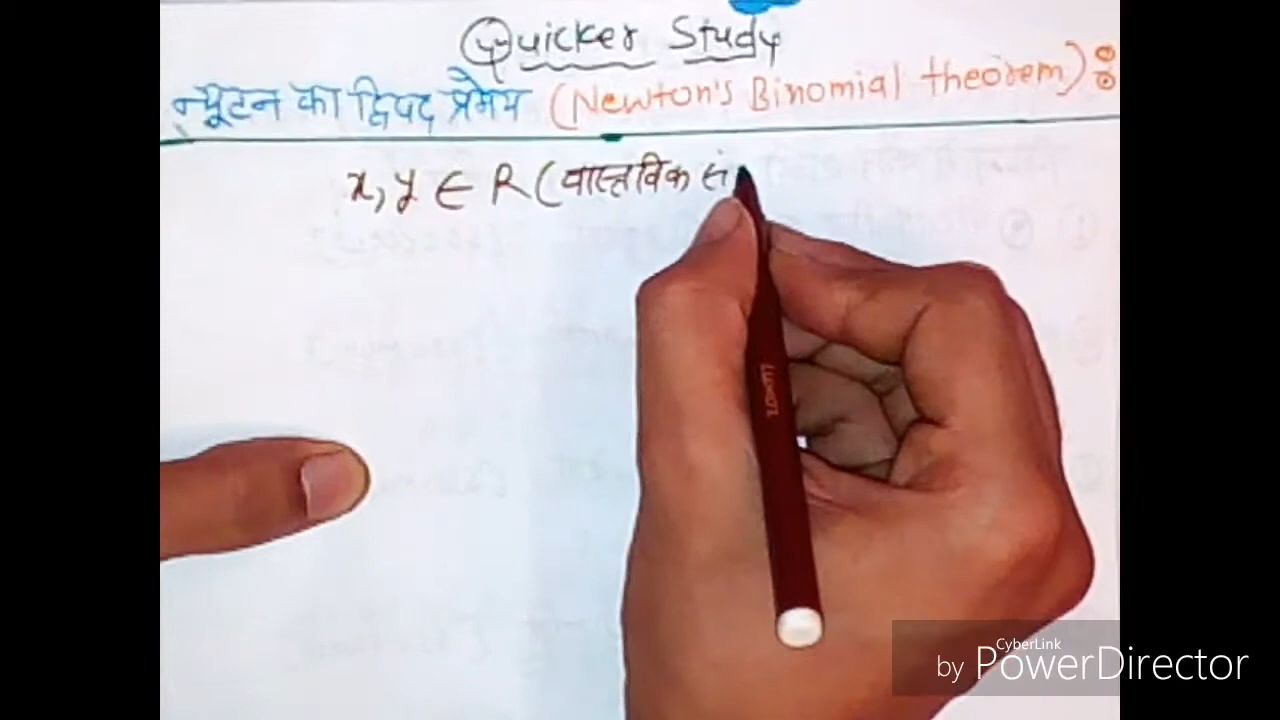 Quicker Study
न्यूटन का द्विपद प्रमेय (Newton's Binomial theorem) :
x, y ∈ R (वास्तविक सं
CyberLink
by PowerDirector